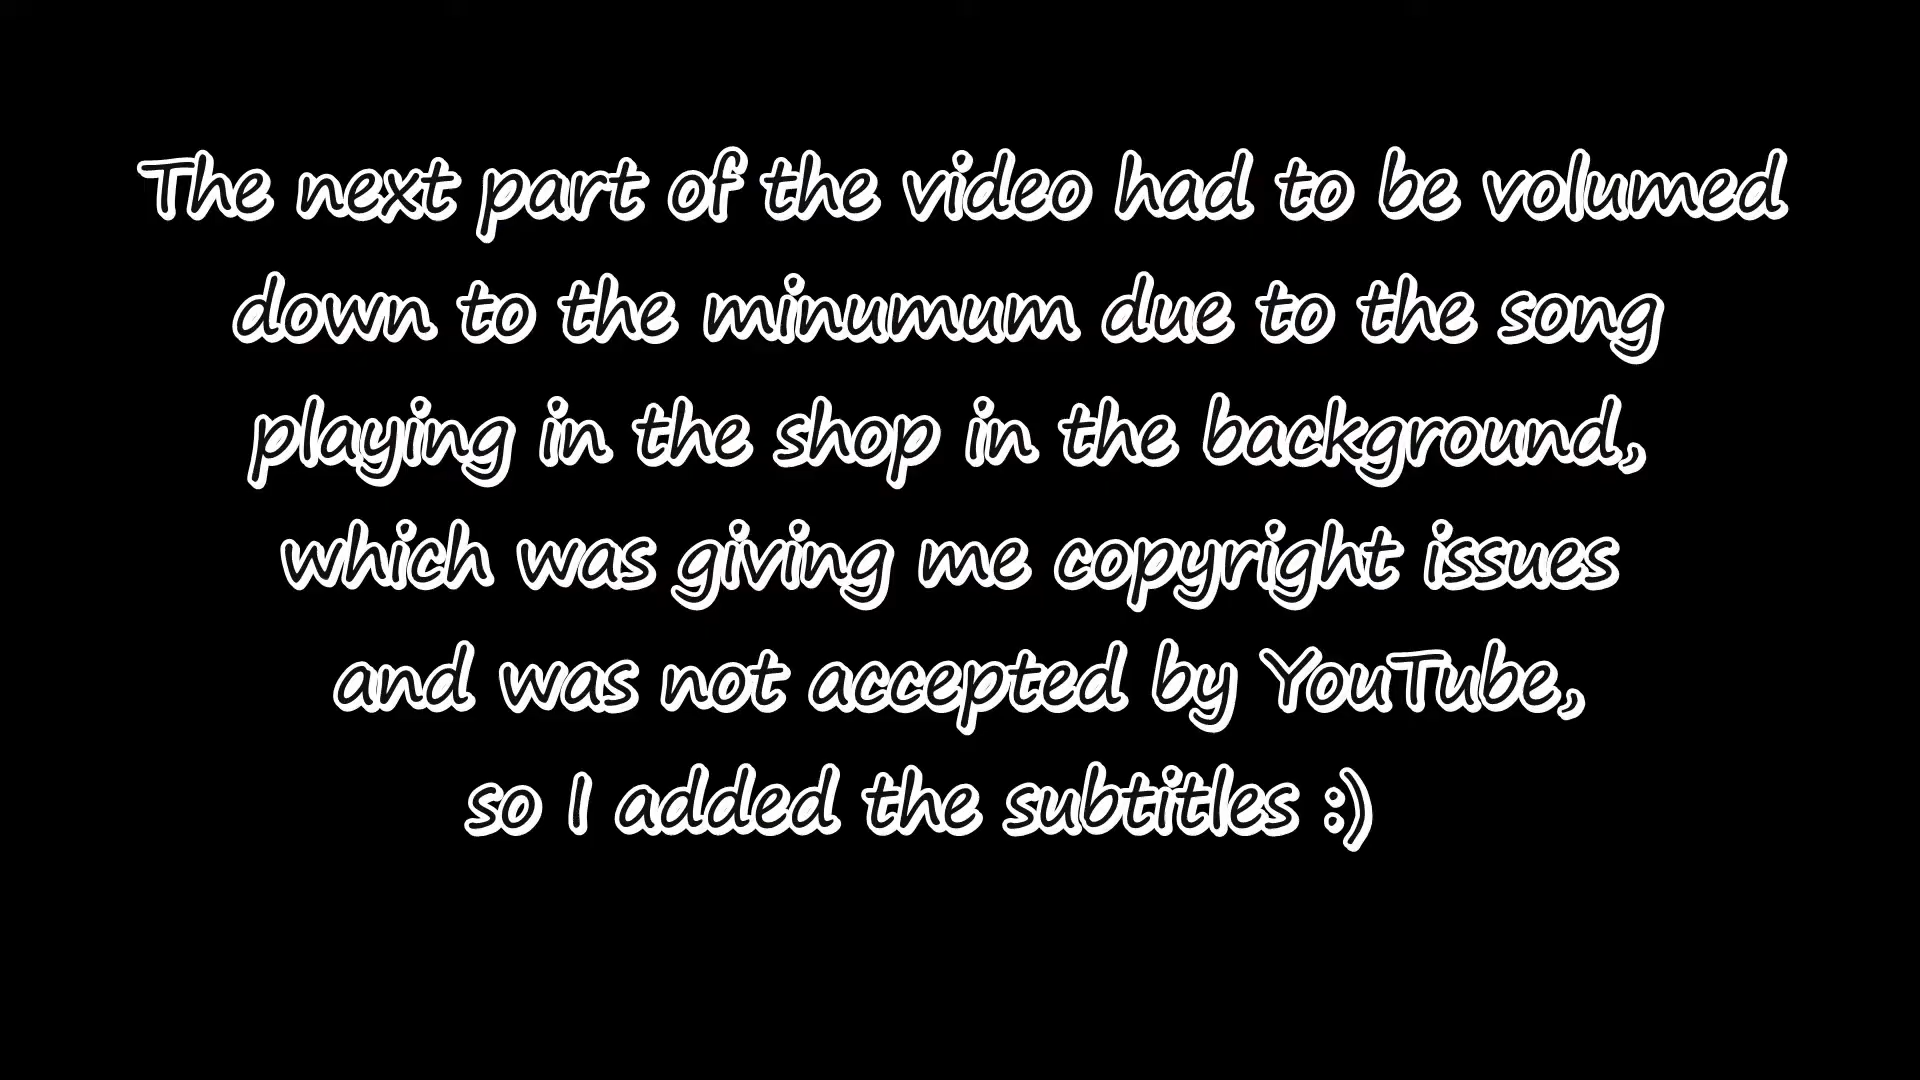 The next part of the video had to be volumed
down to the minumum due to the song
playing in the shop in the background,
which was giving me copyright issues
and was not accepted by YouTube,
so I added the subtitles :)